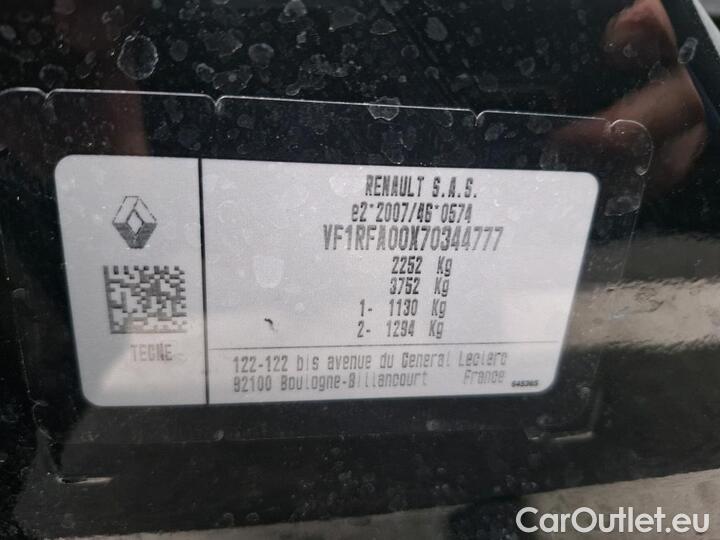 RENAULT S.A.S.
e2*2007/46*0574
VF1RFA00X70344777
2252 Kg
3752 Kg
1- 1130 Kg
2- 1294 Kg
TECNE
122-122 bis avenue du General Leclerc
92100 Boulogne-Billancourt France
645365
CarOutlet.eu